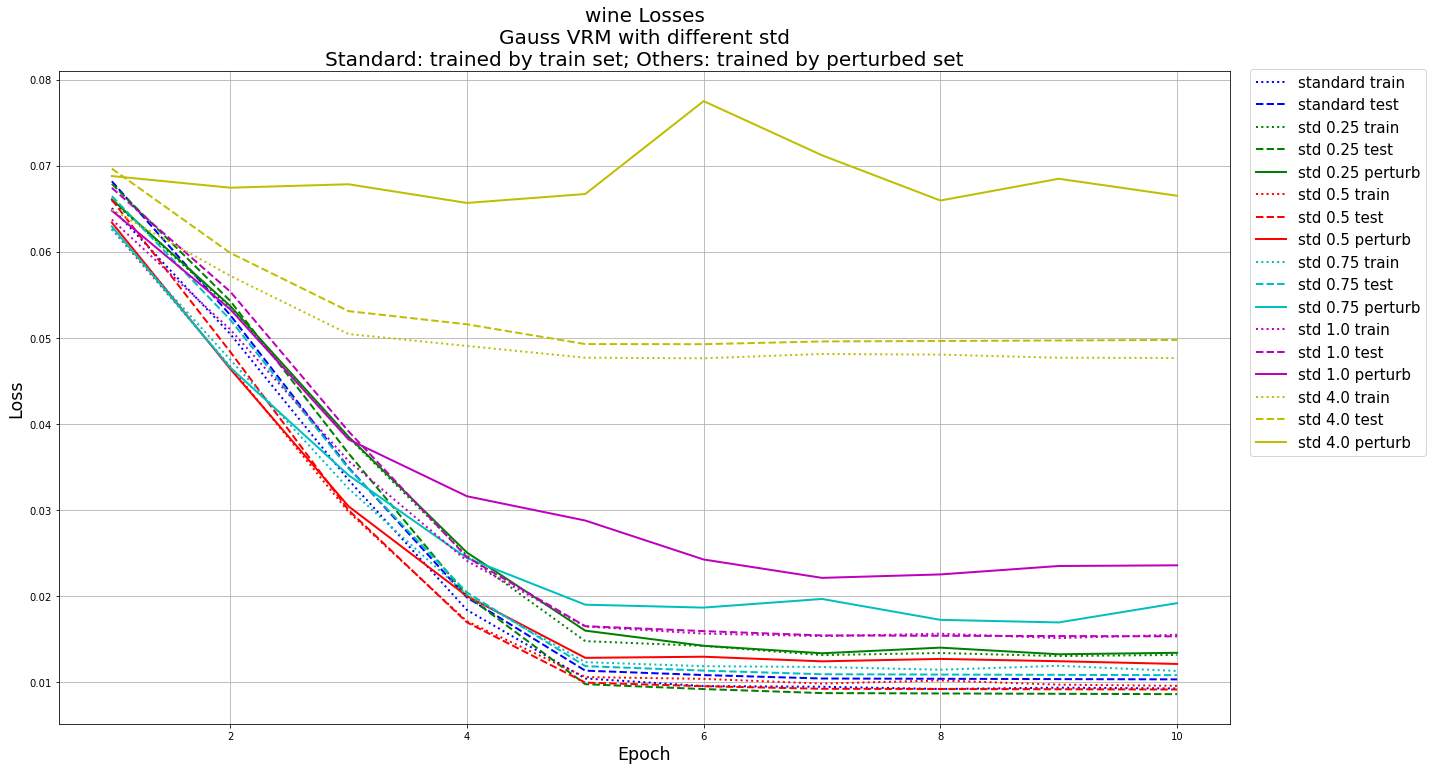 wine Losses
Gauss VRM with different std
Standard: trained by train set; Others: trained by perturbed set
0.08
0.07
0.06
0.05
0.04
0.03
0.02
0.01
Loss
2
4
6
8
10
Epoch
standard train
standard test
std 0.25 train
std 0.25 test
std 0.25 perturb
std 0.5 train
std 0.5 test
std 0.5 perturb
std 0.75 train
std 0.75 test
std 0.75 perturb
std 1.0 train
std 1.0 test
std 1.0 perturb
std 4.0 train
std 4.0 test
std 4.0 perturb